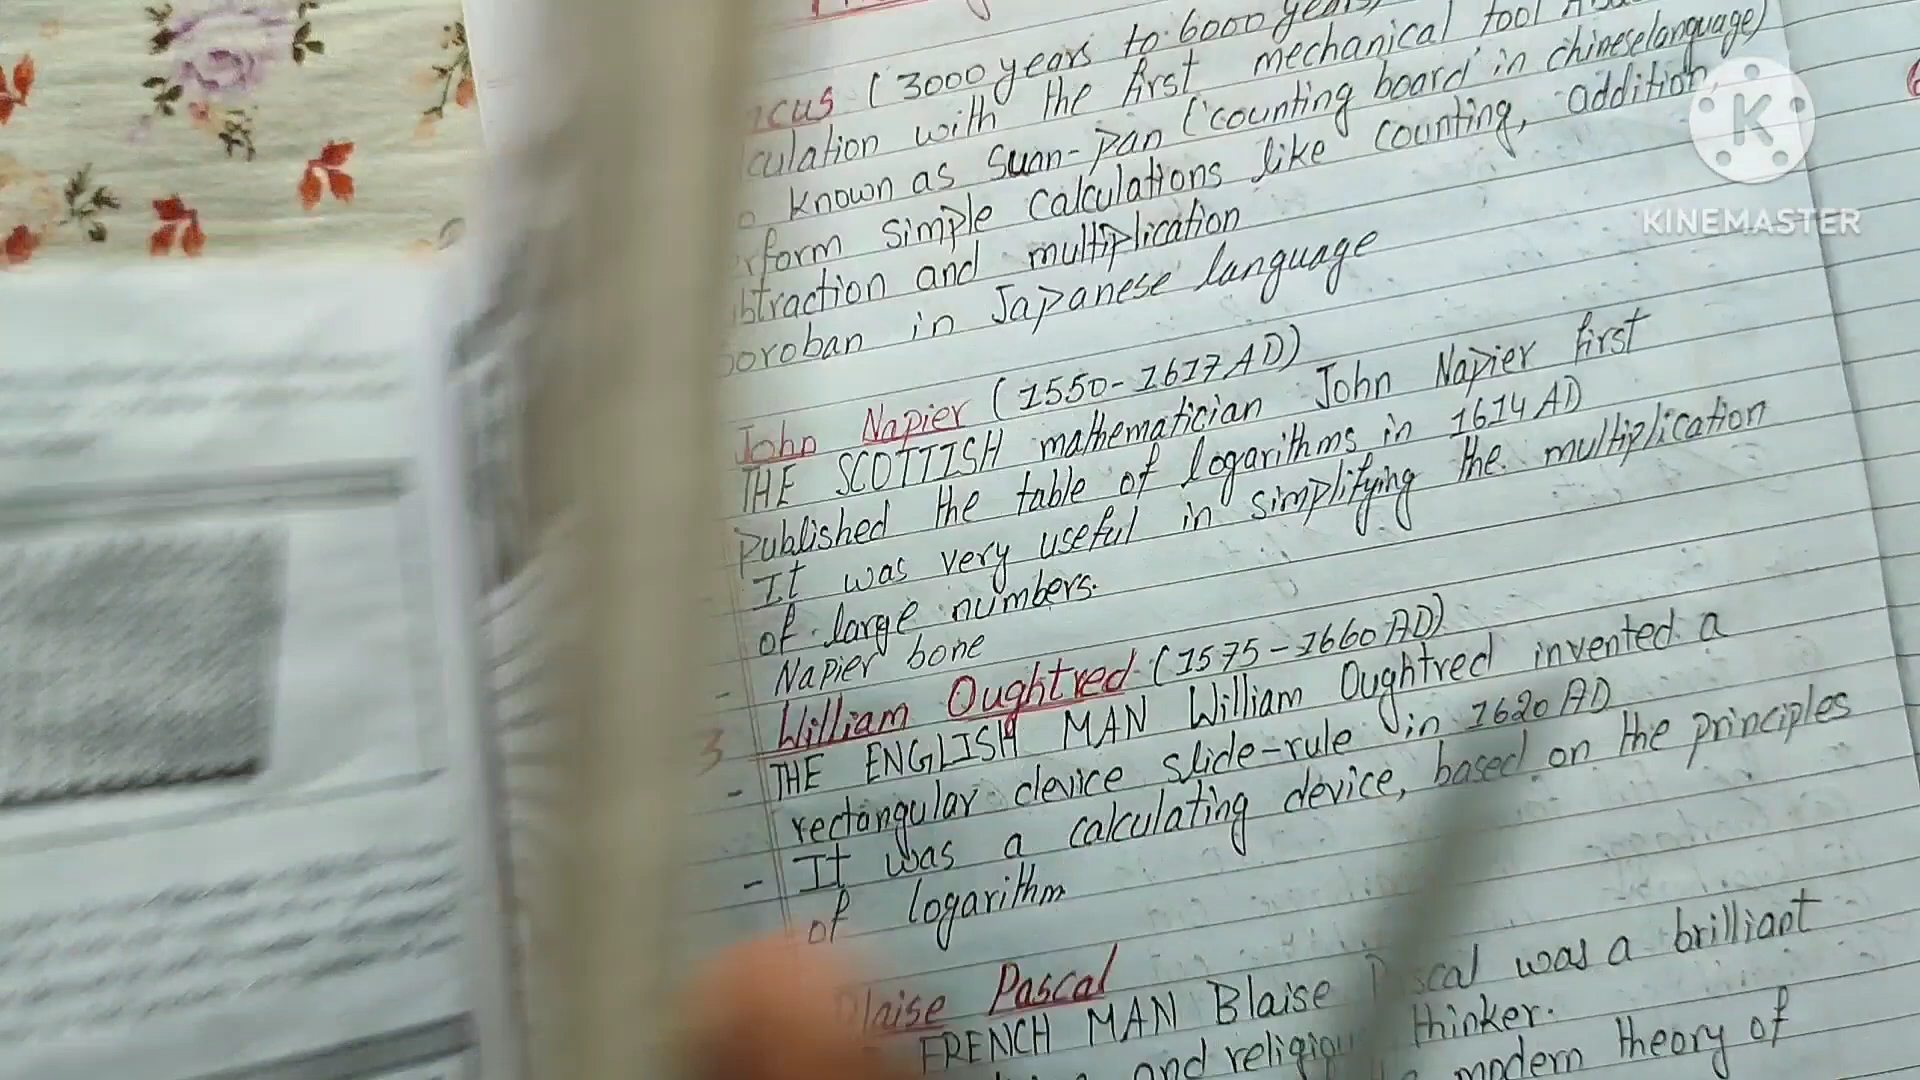 cus (3000 years to 6000 years)
culation with the first mechanical tool
known as Suan-pan (counting board in chineselanguage)
rform simple calculations like counting, addition,
btraction and multiplication
oroban in Japanese language
John Napier (1550-1617 AD)
THE SCOTTISH mathematician John Napier first
published the table of logarithms in 1614 AD
It was very useful in simplifying the multiplication
of large numbers.
- Napier bone
3 William Oughtred (1575-1660 AD)
- THE ENGLISH MAN William Oughtred invented a
rectangular device slide-rule in 1620 AD
- It was a calculating device, based on the principles
of logarithm
Blaise Pascal
FRENCH MAN Blaise Pascal was a brilliant
and religiou thinker.
modern theory of
K
KINEMASTER